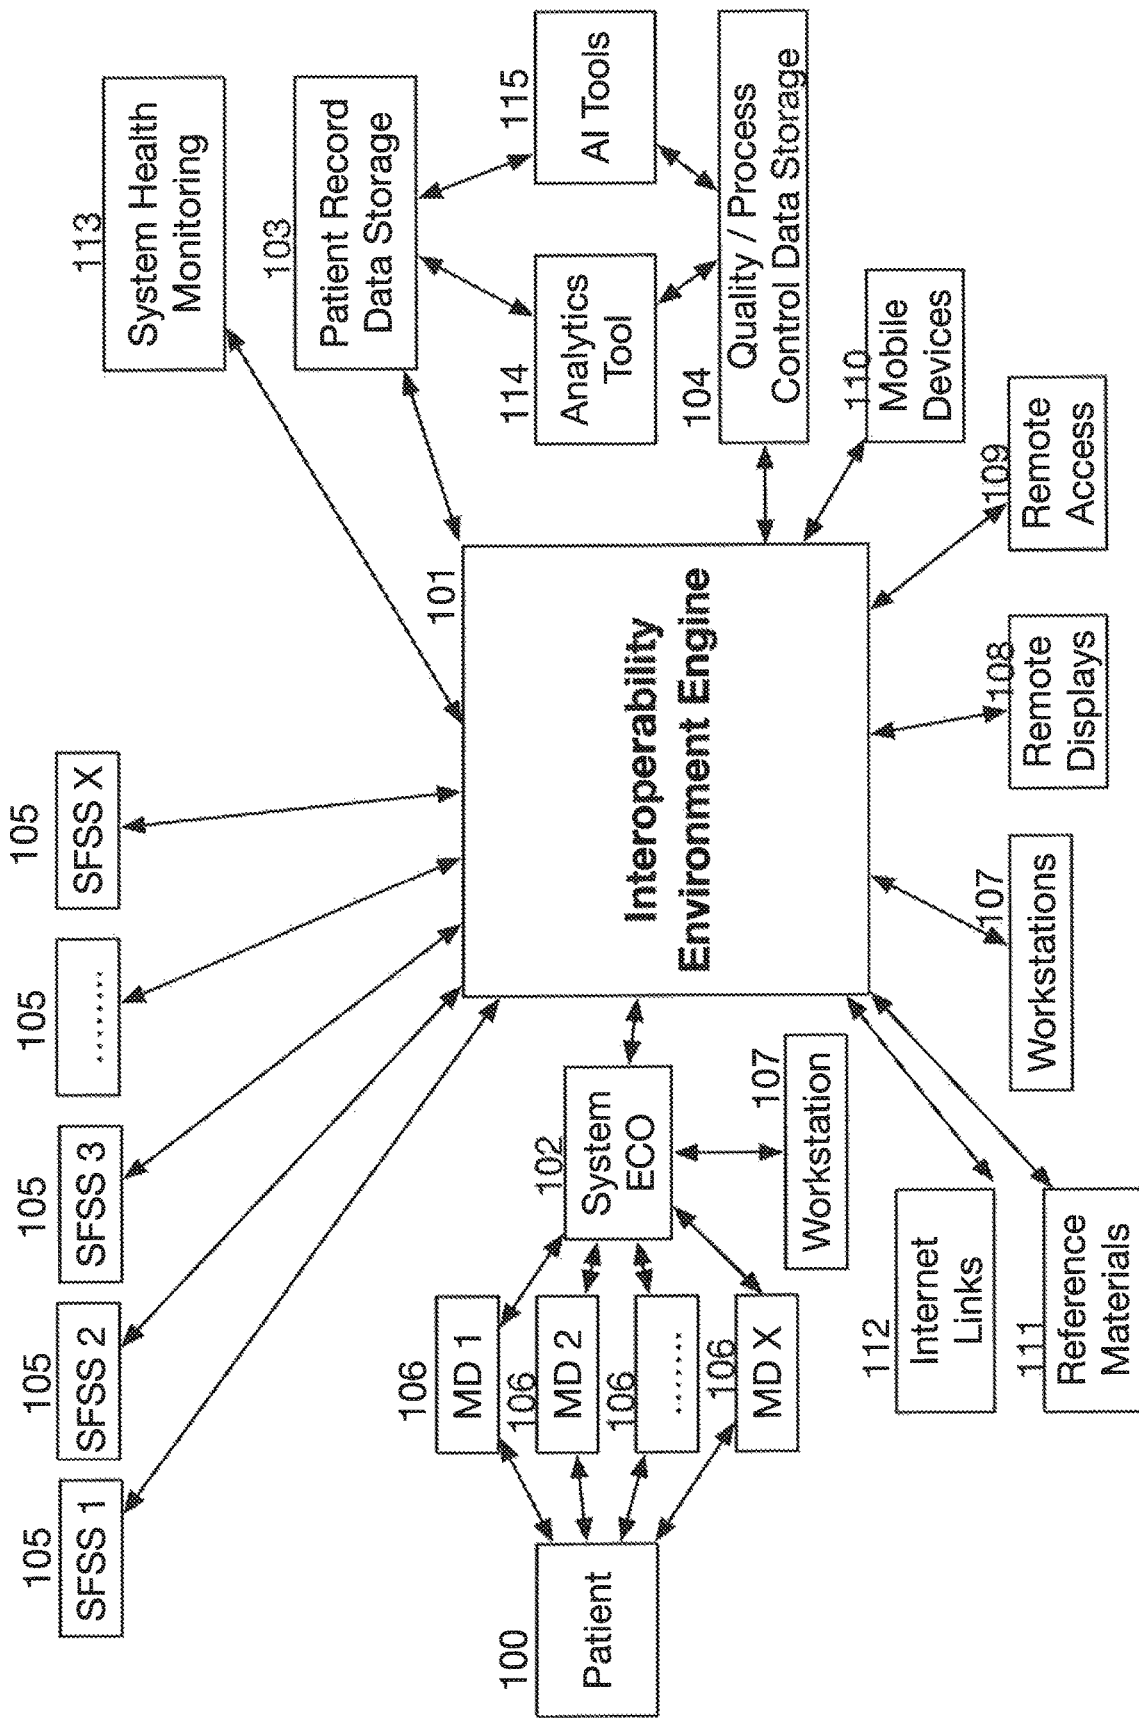 105
SFSS 1
105
SFSS 2
105
SFSS 3
105
........
105
SFSS X
113
System Health
Monitoring
103
Patient Record
Data Storage
101
Interoperability
Environment Engine
100
Patient
106
MD 1
106
MD 2
106
........
106
MD X
102
System
ECO
107
Workstation
114
Analytics
Tool
115
AI Tools
104
Quality / Process
Control Data Storage
110
Mobile
Devices
112
Internet
Links
111
Reference
Materials
107
Workstations
108
Remote
Displays
109
Remote
Access